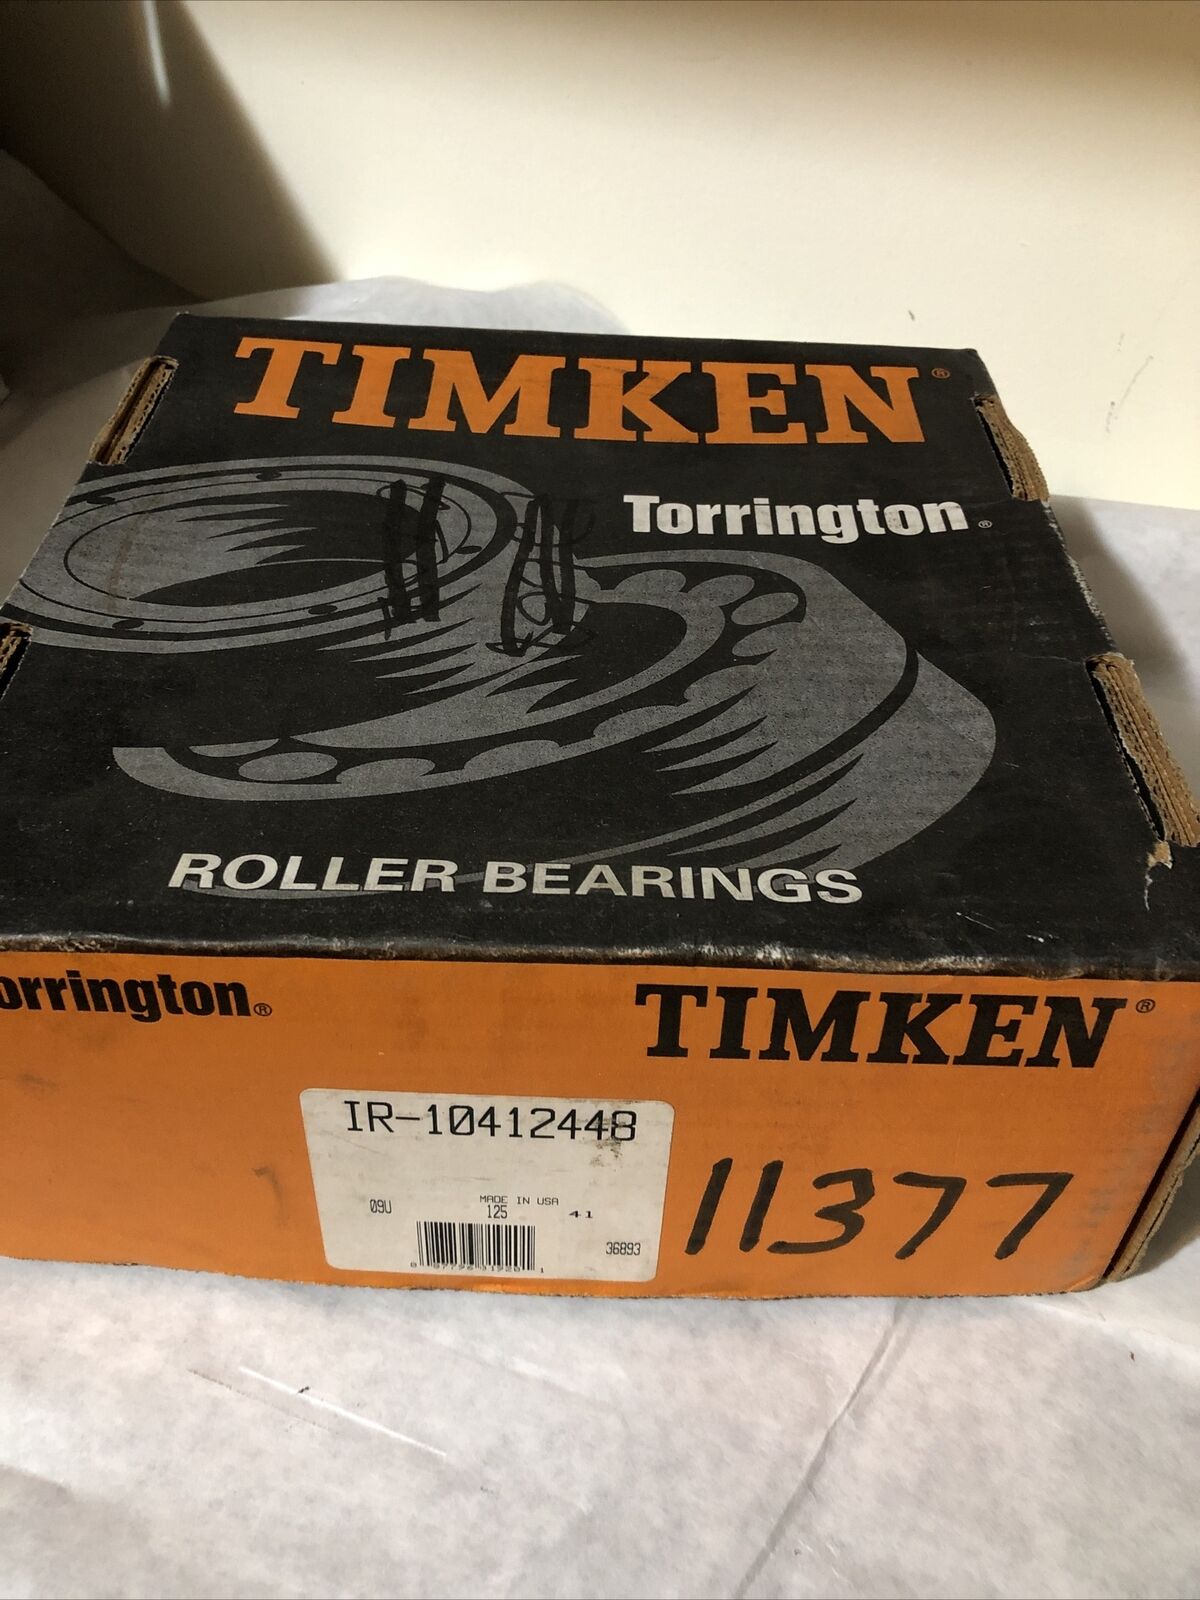 TIMKEN®
Torrington®
ROLLER BEARINGS
orrington®
TIMKEN®
IR-10412448
MADE IN USA
09U 125 41
36893
11377